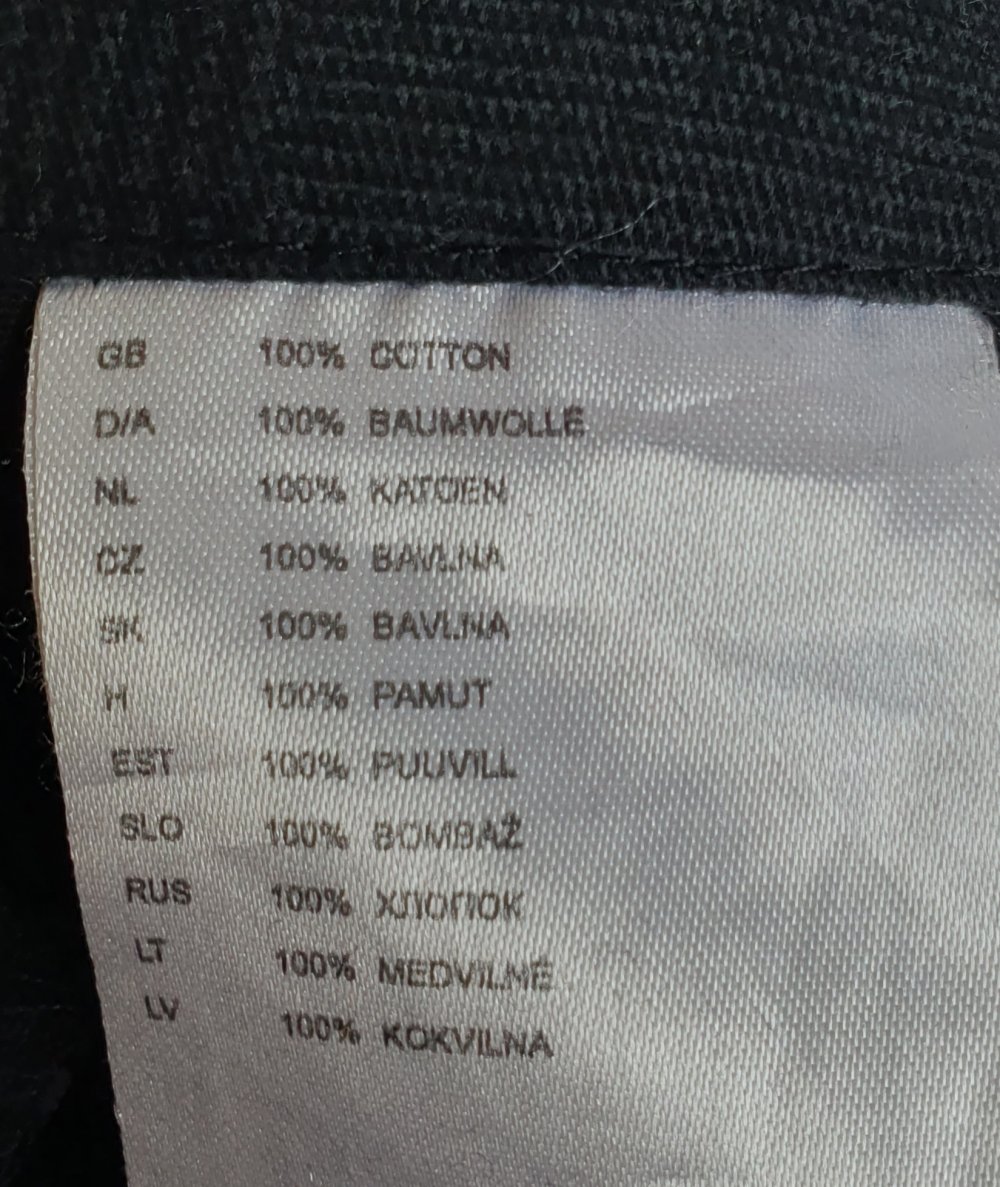 GB 100% COTTON
D/A 100% BAUMWOLLE
NL 100% KATOEN
CZ 100% BAVLNA
SK 100% BAVLNA
H 100% PAMUT
EST 100% PUUVILL
SLO 100% BOMBAŽ
RUS 100% ХЛОПОК
LT 100% MEDVILNĖ
LV 100% KOKVILNA